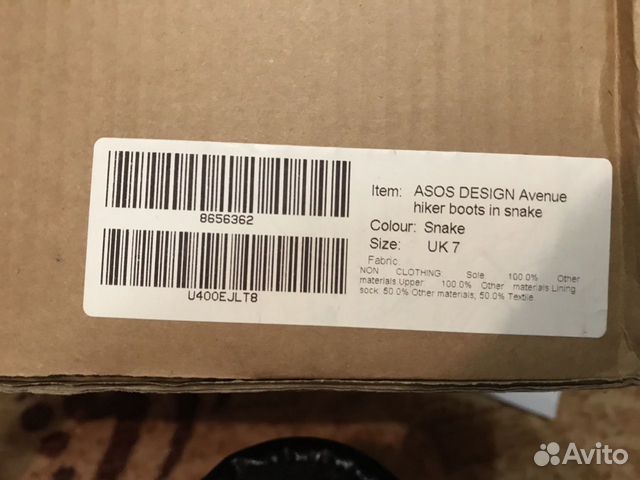 8656362
U400EJLT8
Item: ASOS DESIGN Avenue
hiker boots in snake
Colour: Snake
Size: UK 7
Fabric:
NON CLOTHING: Sole 100.0% Other
materials,Upper 100.0% Other materials,Lining
sock: 50.0% Other materials, 50.0% Textile
Avito